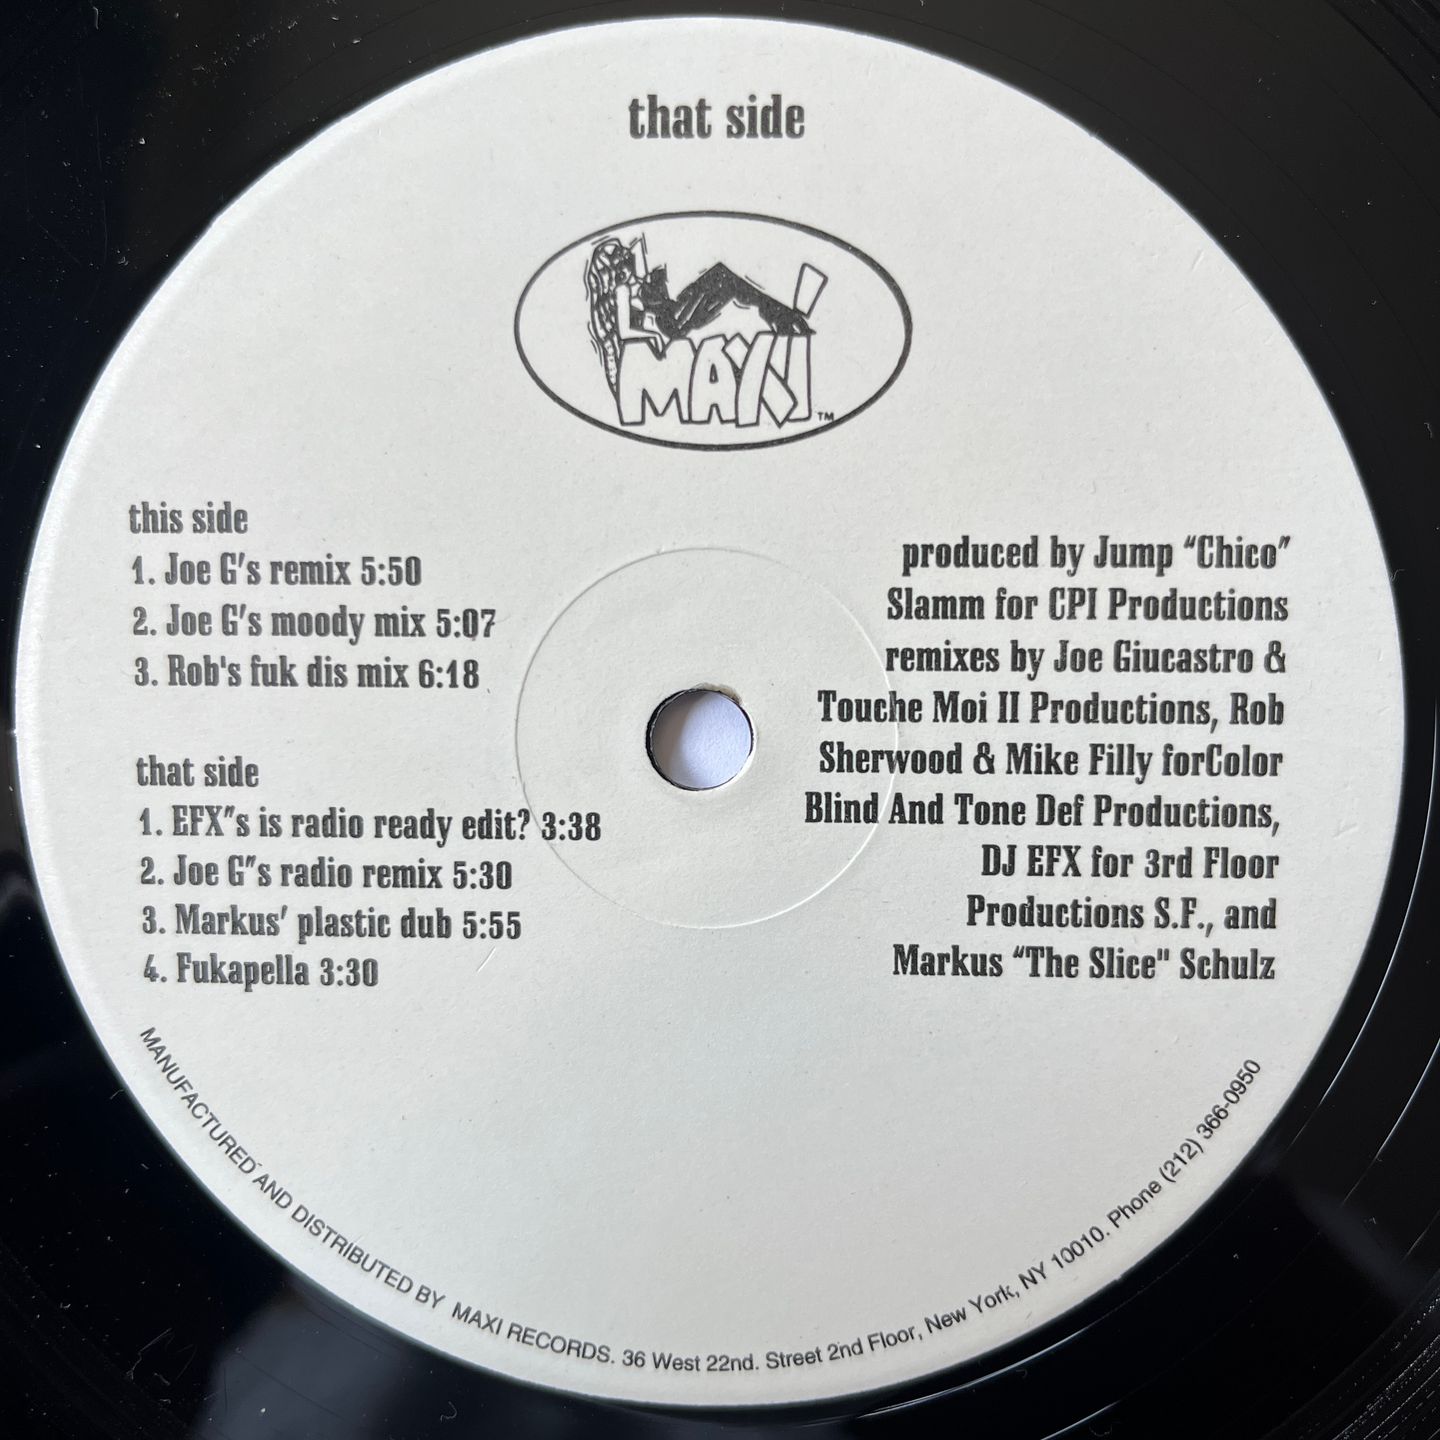 that side
MAXI
TM
this side
1. Joe G's remix 5:50
2. Joe G's moody mix 5:07
3. Rob's fuk dis mix 6:18
that side
1. EFX"s is radio ready edit? 3:38
2. Joe G"s radio remix 5:30
3. Markus' plastic dub 5:55
4. Fukapella 3:30
produced by Jump “Chico”
Slamm for CPI Productions
remixes by Joe Giucastro &
Touche Moi II Productions, Rob
Sherwood & Mike Filly forColor
Blind And Tone Def Productions,
DJ EFX for 3rd Floor
Productions S.F., and
Markus “The Slice" Schulz
MANUFACTURED AND DISTRIBUTED BY MAXI RECORDS. 36 West 22nd. Street 2nd Floor, New York, NY 10010. Phone (212) 366-0950